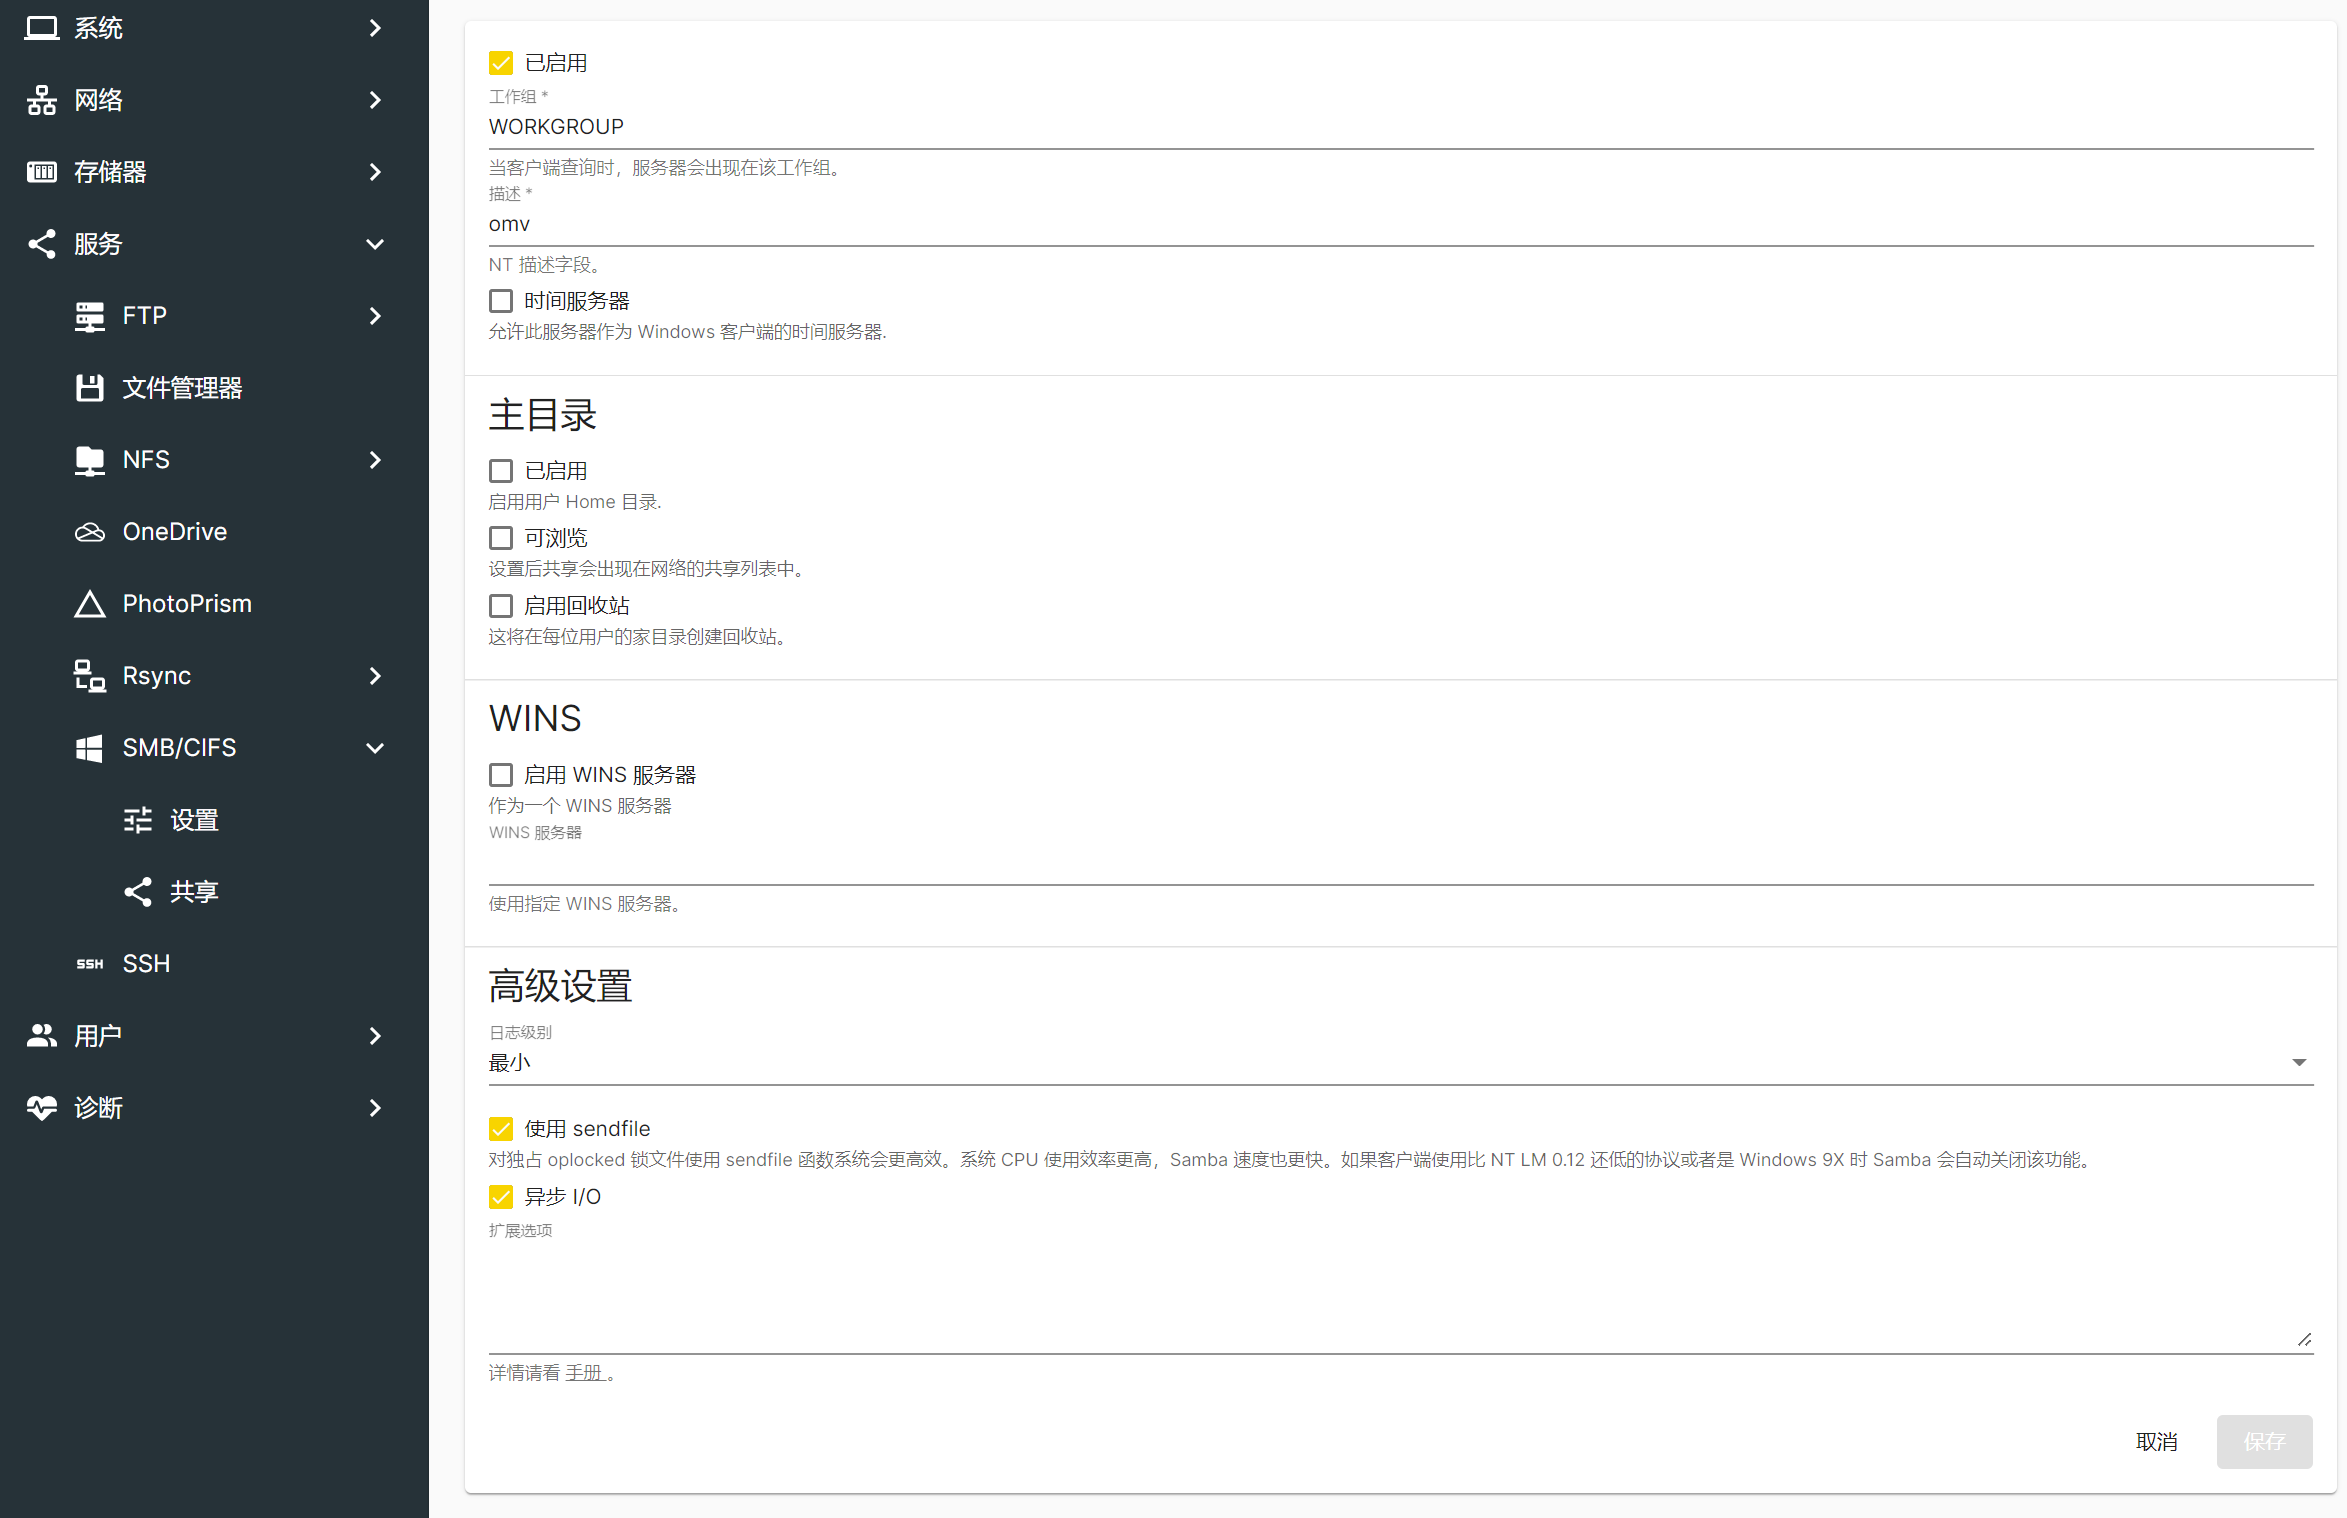 系统
网络
存储器
服务
FTP
文件管理器
NFS
OneDrive
PhotoPrism
Rsync
SMB/CIFS
设置
共享
SSH
SSH
用户
诊断
已启用
工作组 *
WORKGROUP
当客户端查询时，服务器会出现在该工作组。
描述 *
omv
NT 描述字段。
时间服务器
允许此服务器作为 Windows 客户端的时间服务器.
主目录
已启用
启用用户 Home 目录.
可浏览
设置后共享会出现在网络的共享列表中。
启用回收站
这将在每位用户的家目录创建回收站。
WINS
启用 WINS 服务器
作为一个 WINS 服务器
WINS 服务器
使用指定 WINS 服务器。
高级设置
日志级别
最小
使用 sendfile
对独占 oplocked 锁文件使用 sendfile 函数系统会更高效。系统 CPU 使用效率更高，Samba 速度也更快。如果客户端使用比 NT LM 0.12 还低的协议或者是 Windows 9X 时 Samba 会自动关闭该功能。
异步 I/O
扩展选项
详情请看 手册 。
取消
保存